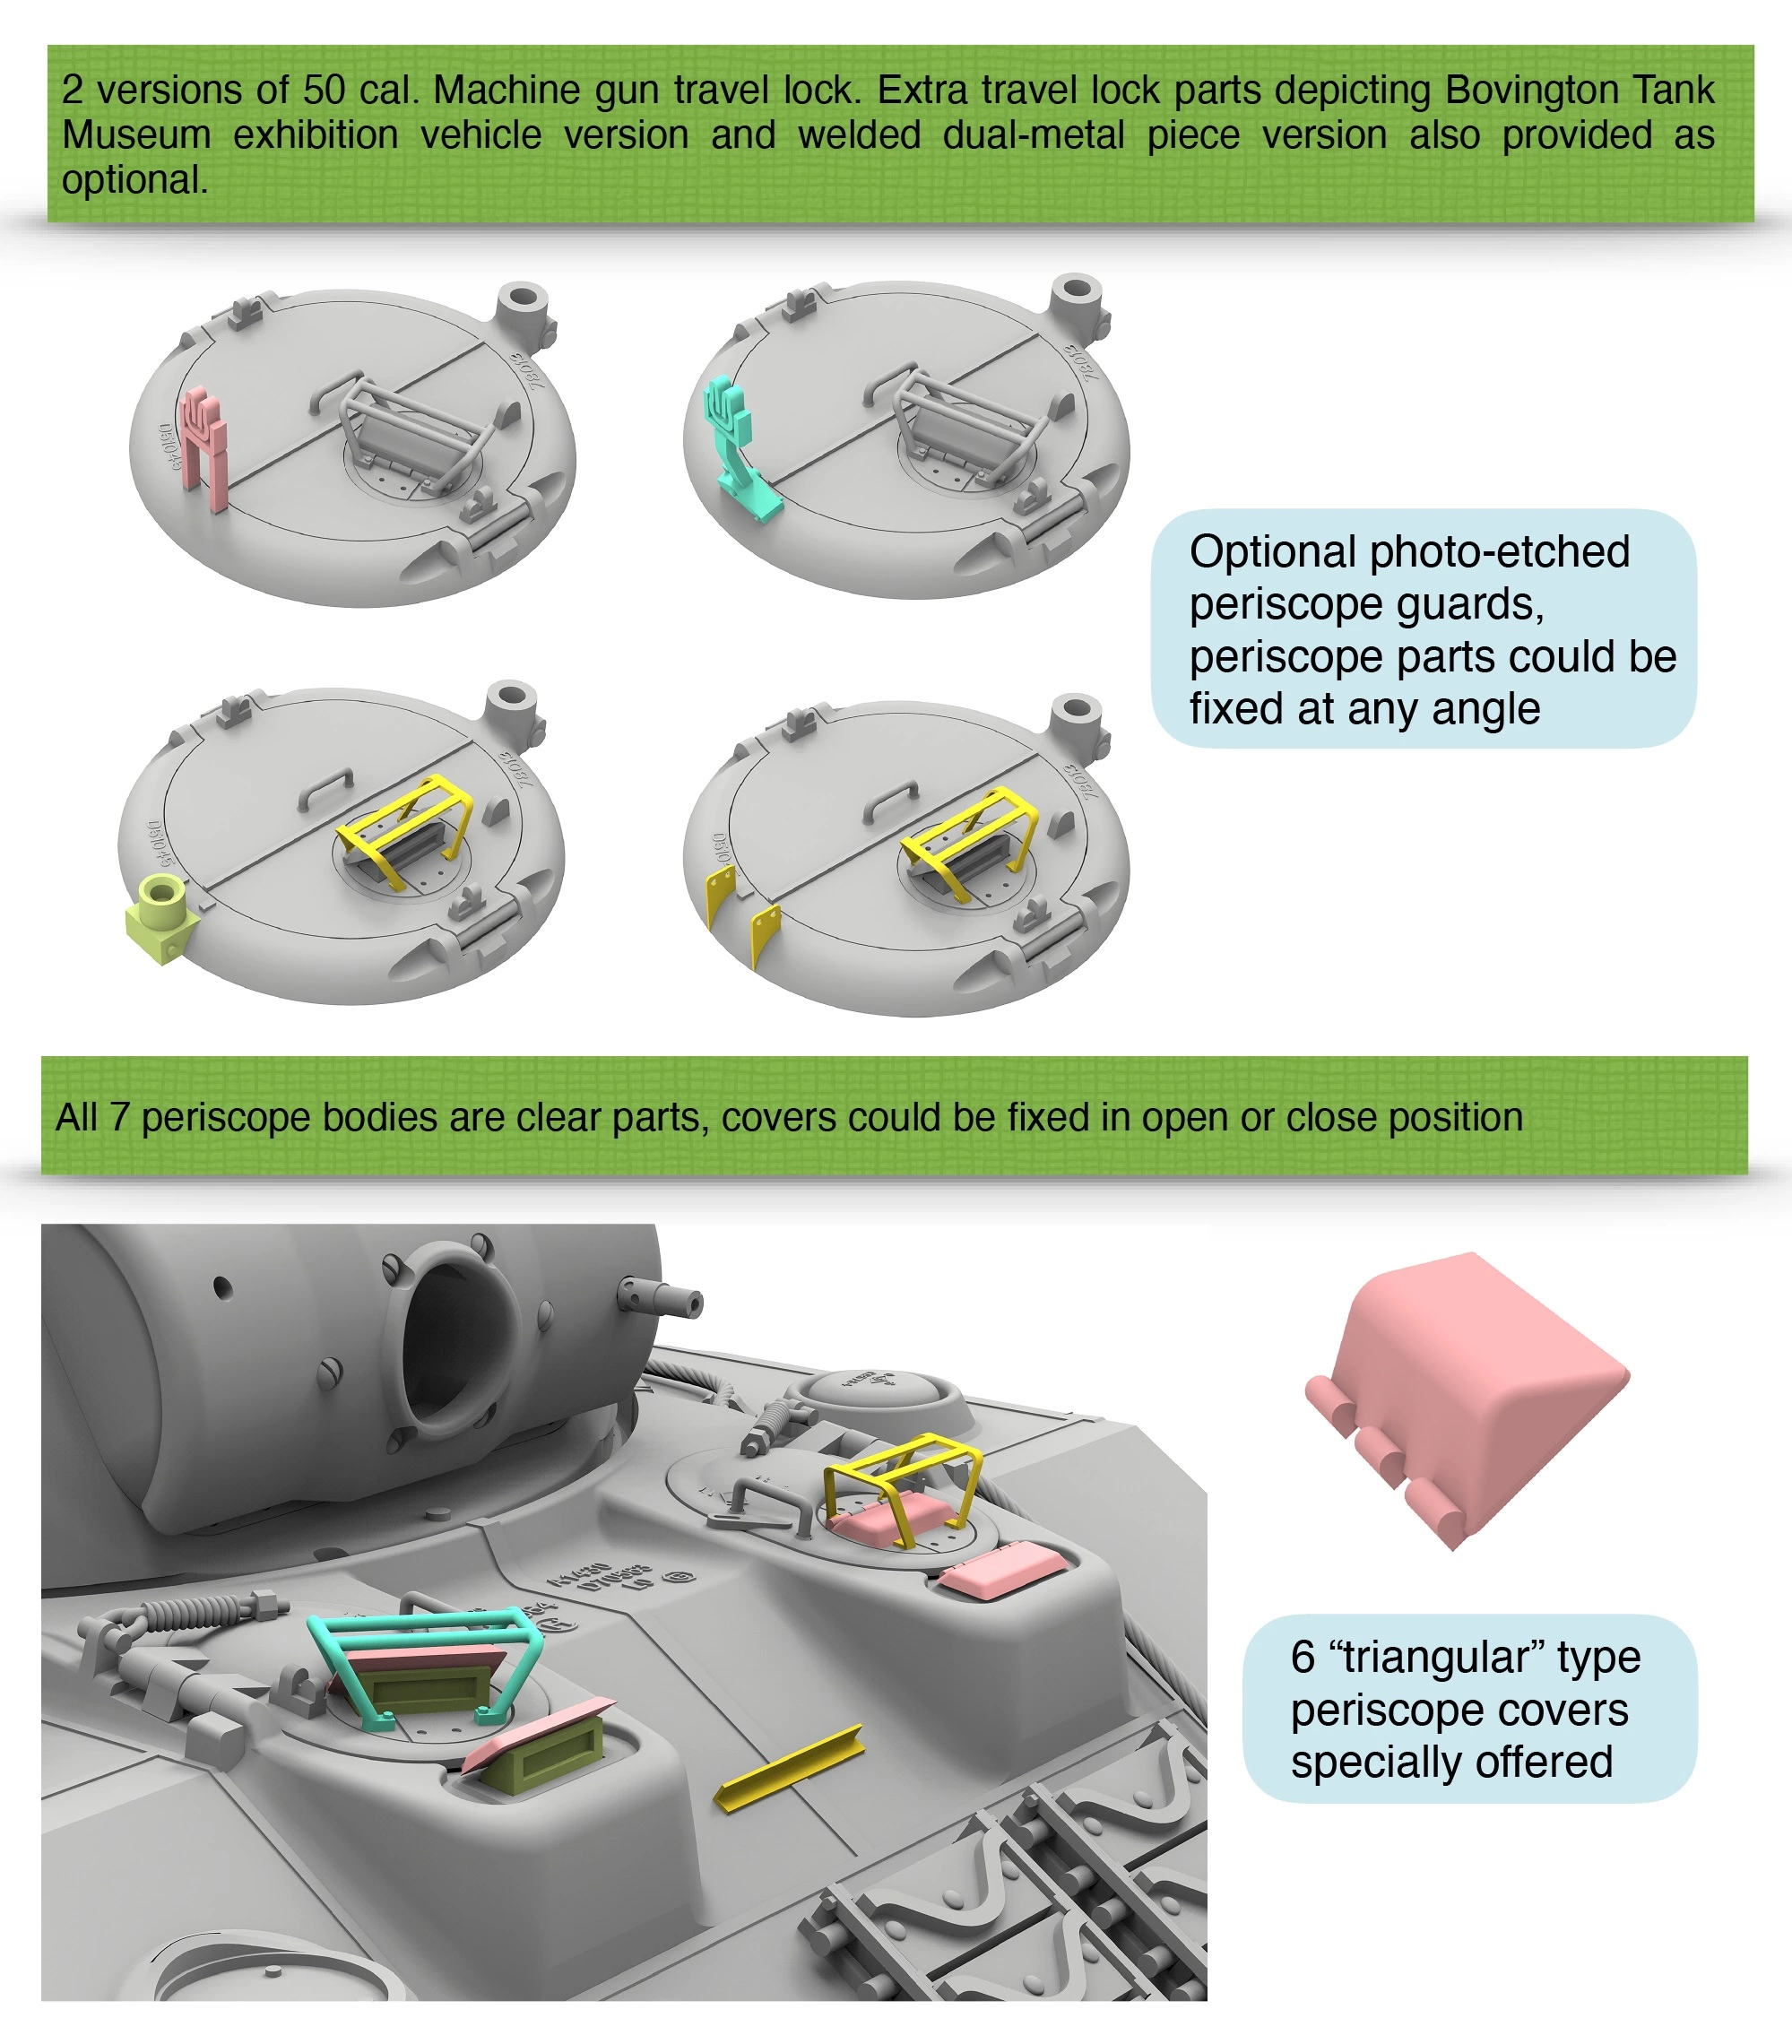 2 versions of 50 cal. Machine gun travel lock. Extra travel lock parts depicting Bovington Tank
Museum exhibition vehicle version and welded dual-metal piece version also provided as
optional.
78013
D51045
78013
Optional photo-etched
periscope guards,
periscope parts could be
fixed at any angle
78013
D51045
78013
All 7 periscope bodies are clear parts, covers could be fixed in open or close position
LO
6 “triangular” type
periscope covers
specially offered